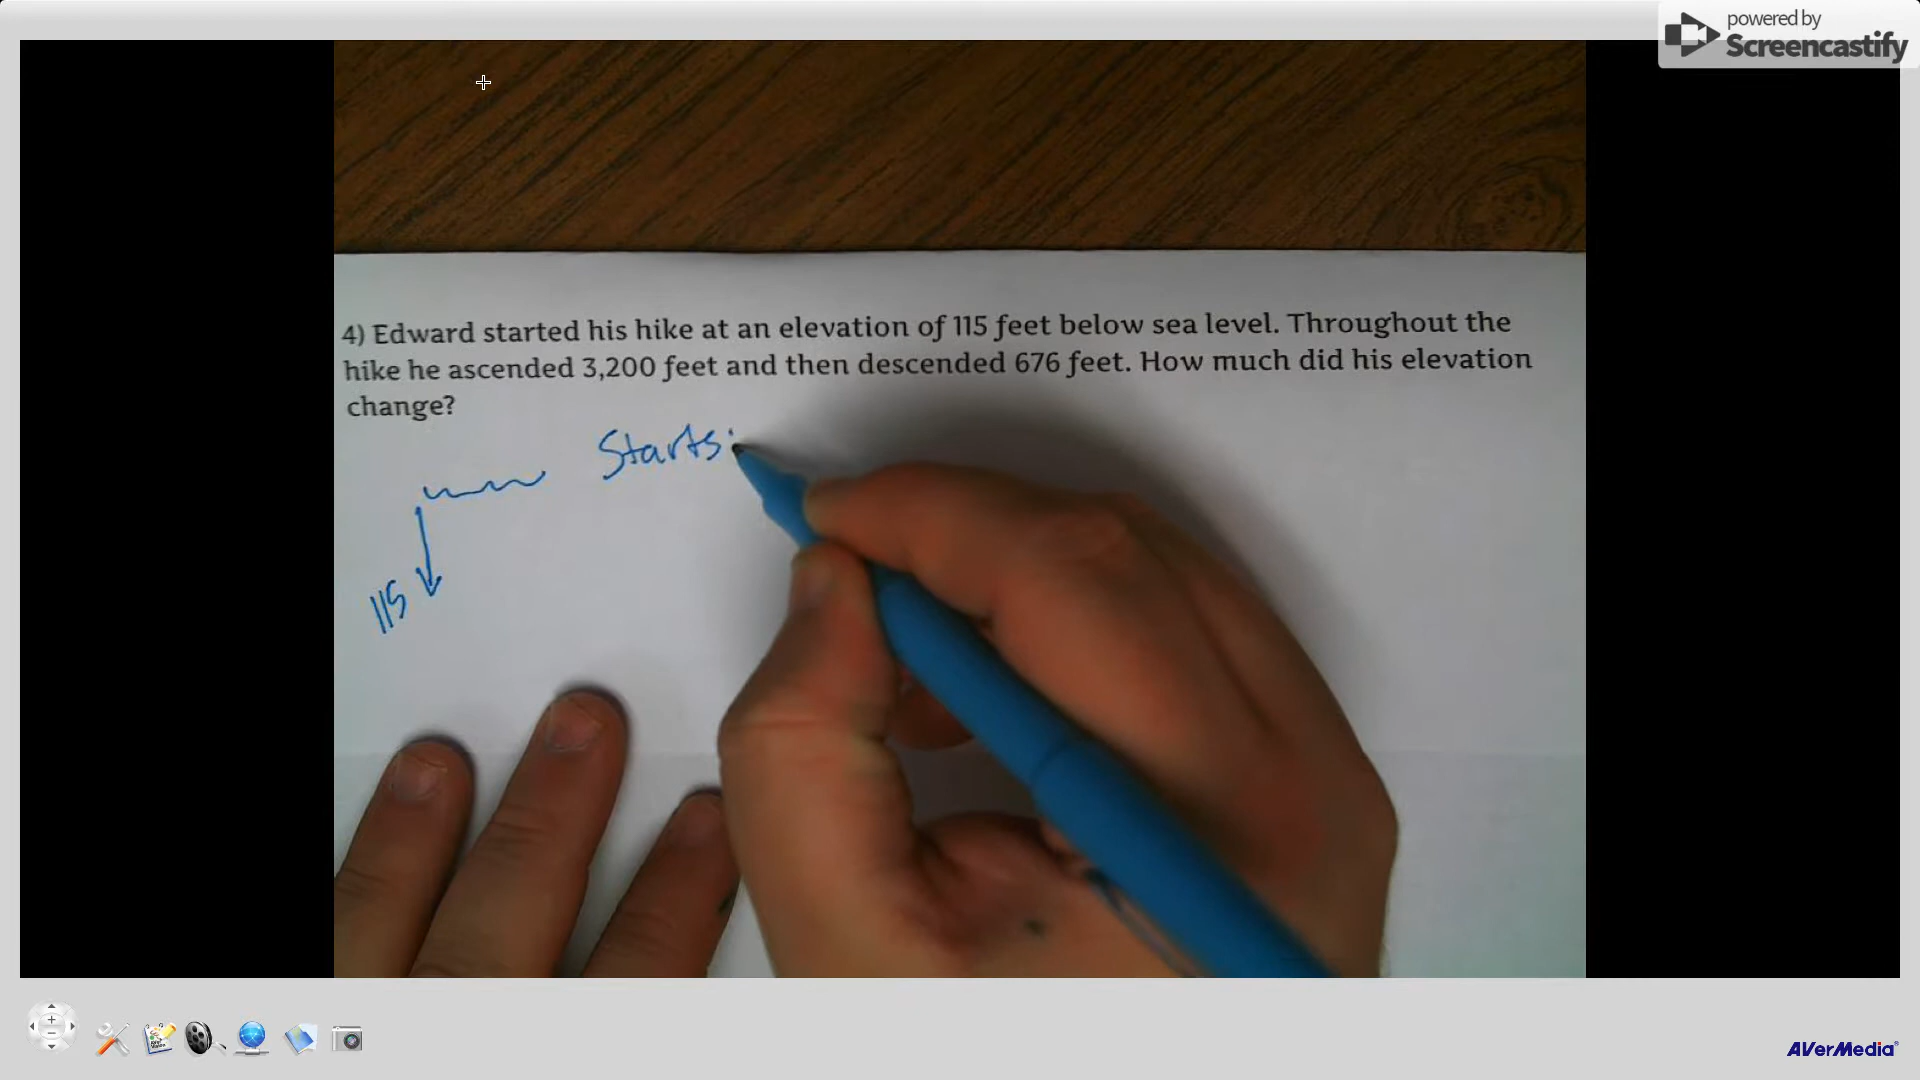 powered by
Screencastify
4) Edward started his hike at an elevation of 115 feet below sea level. Throughout the
hike he ascended 3,200 feet and then descended 676 feet. How much did his elevation
change?
Starts:
115
AVerMedia®